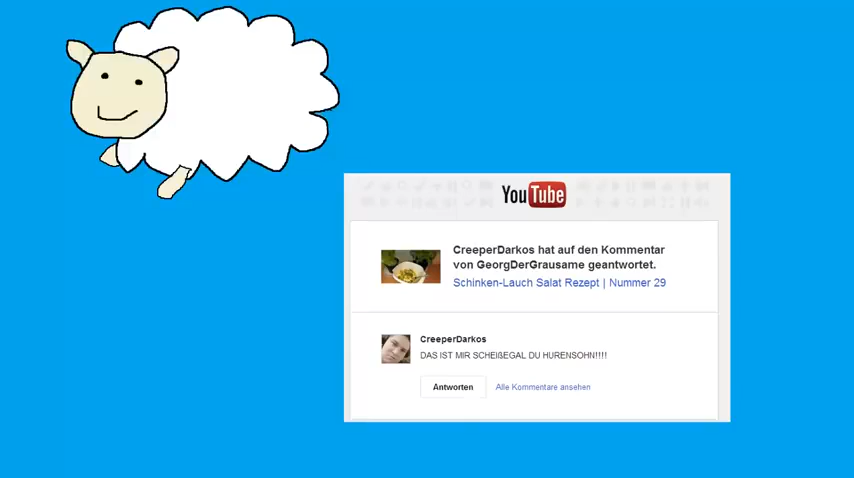 YouTube
CreeperDarkos hat auf den Kommentar
von GeorgDerGrausame geantwortet.
Schinken-Lauch Salat Rezept | Nummer 29
CreeperDarkos
DAS IST MIR SCHEIßEGAL DU HURENSOHN!!!!
Antworten
Alle Kommentare ansehen